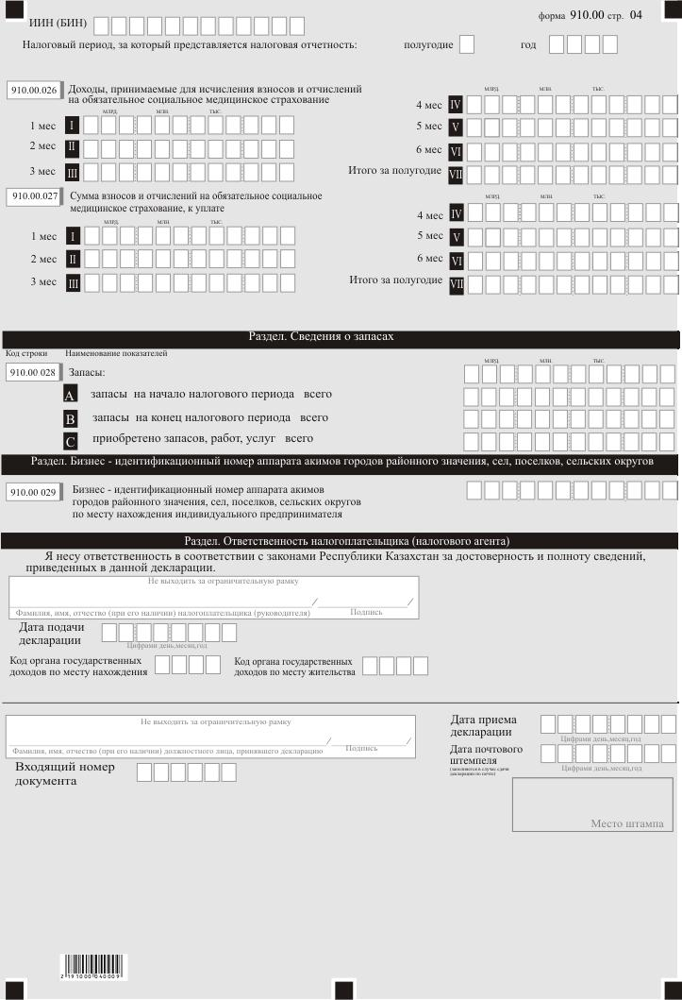 ИИН (БИН)
форма 910.00 стр. 04
Налоговый период, за который представляется налоговая отчетность: полугодие год
910.00.026 Доходы, принимаемые для исчисления взносов и отчислений
на обязательное социальное медицинское страхование
МЛРД. МЛН. ТЫС.
1 мес I
2 мес II
3 мес III
МЛРД. МЛН. ТЫС.
4 мес IV
5 мес V
6 мес VI
Итого за полугодие VII
910.00.027 Сумма взносов и отчислений на обязательное социальное
медицинское страхование, к уплате
МЛРД. МЛН. ТЫС.
1 мес I
2 мес II
3 мес III
МЛРД. МЛН. ТЫС.
4 мес IV
5 мес V
6 мес VI
Итого за полугодие VII
Раздел. Сведения о запасах
Код строки Наименование показателей
МЛРД. МЛН. ТЫС.
910.00.028 Запасы:
A запасы на начало налогового периода всего
B запасы на конец налогового периода всего
C приобретено запасов, работ, услуг всего
Раздел. Бизнес - идентификационный номер аппарата акимов городов районного значения, сел, поселков, сельских округов
910.00 029 Бизнес - идентификационный номер аппарата акимов
городов районного значения, сел, поселков, сельских округов
по месту нахождения индивидуального предпринимателя
Раздел. Ответственность налогоплательщика (налогового агента)
Я несу ответственность в соответствии с законами Республики Казахстан за достоверность и полноту сведений,
приведенных в данной декларации.
Не выходить за ограничительную рамку
/ /
Фамилия, имя, отчество (при его наличии) налогоплательщика (руководителя) Подпись
Дата подачи
декларации
Цифрами день,месяц,год
Код органа государственных
доходов по месту нахождения
Код органа государственных
доходов по месту жительства
Не выходить за ограничительную рамку
/ /
Фамилия, имя, отчество (при его наличии) должностного лица, принявшего декларацию Подпись
Дата приема
декларации
Цифрами день,месяц,год
Дата почтового
штемпеля
(заполняется в случае сдачи
декларации по почте)
Цифрами день,месяц,год
Входящий номер
документа
Место штампа
2 191000 040009